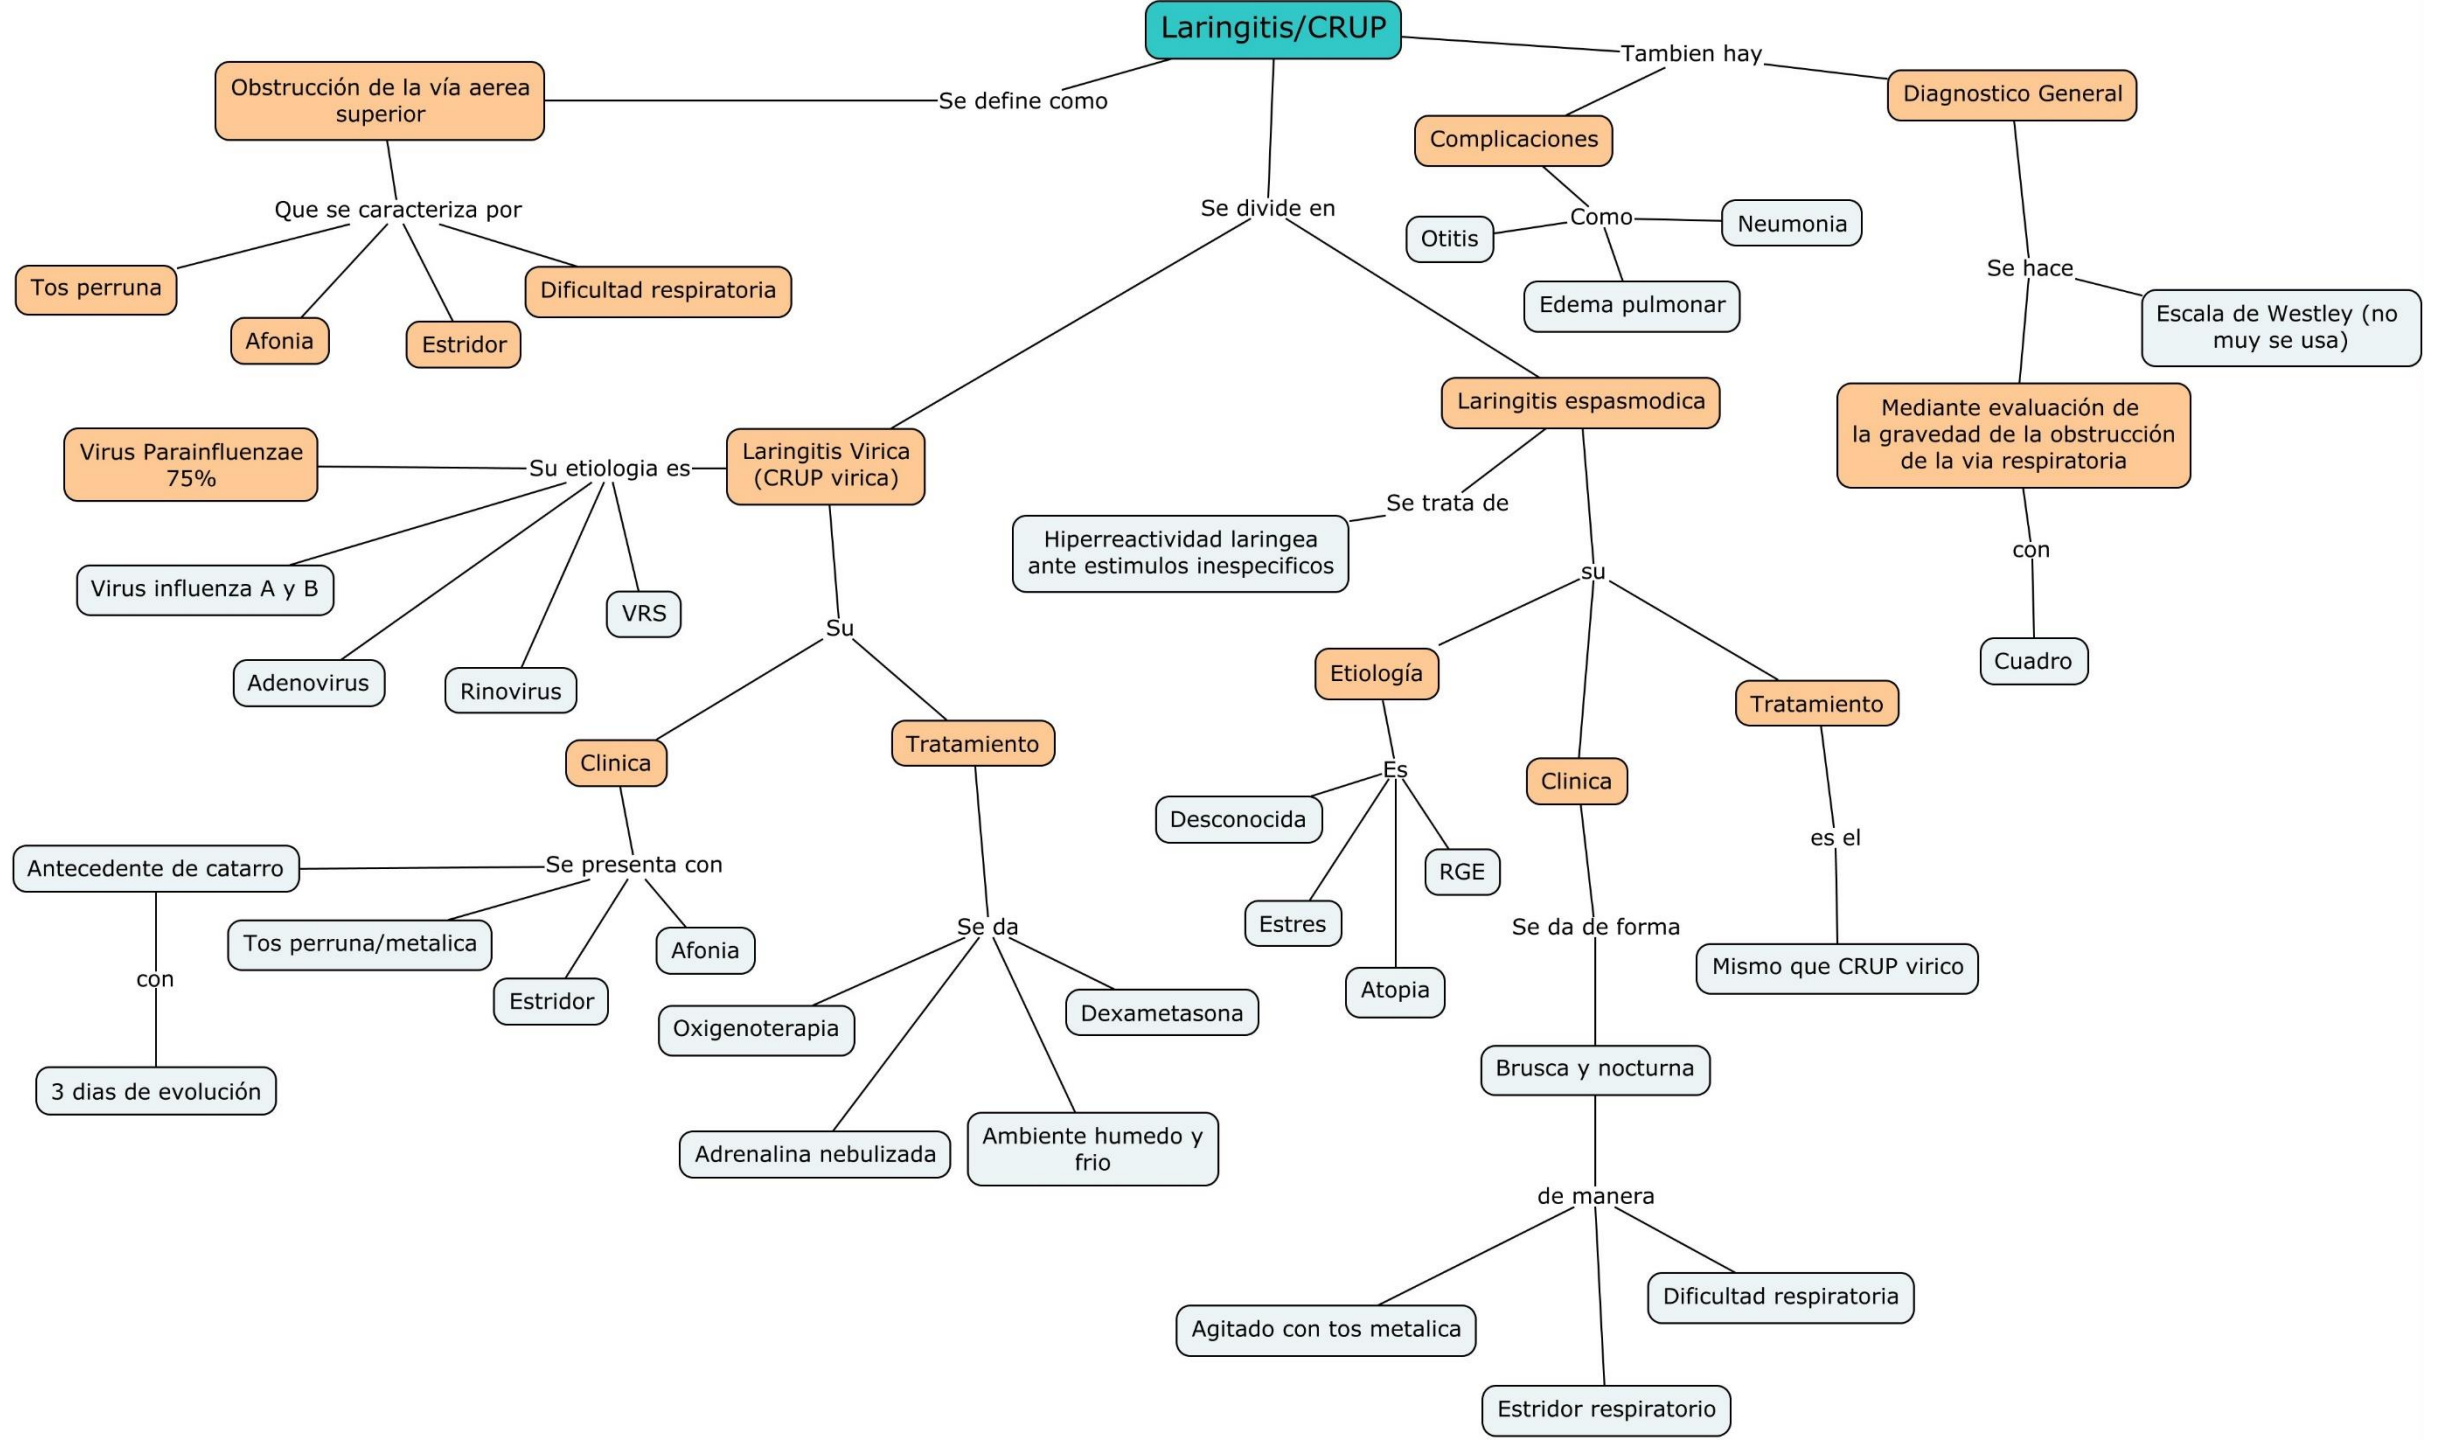 Laringitis/CRUP
Se define como
Obstrucción de la vía aerea
superior
Que se caracteriza por
Tos perruna
Afonia
Estridor
Dificultad respiratoria
Tambien hay
Complicaciones
Como
Otitis
Edema pulmonar
Neumonia
Diagnostico General
Se hace
Escala de Westley (no
muy se usa)
Mediante evaluación de
la gravedad de la obstrucción
de la via respiratoria
con
Cuadro
Se divide en
Laringitis Virica
(CRUP virica)
Su etiologia es
Virus Parainfluenzae
75%
Virus influenza A y B
Adenovirus
Rinovirus
VRS
Su
Clinica
Se presenta con
Antecedente de catarro
con
3 dias de evolución
Tos perruna/metalica
Estridor
Afonia
Tratamiento
Se da
Oxigenoterapia
Adrenalina nebulizada
Ambiente humedo y
frio
Dexametasona
Laringitis espasmodica
Se trata de
Hiperreactividad laringea
ante estimulos inespecificos
su
Etiología
Es
Desconocida
Estres
Atopia
RGE
Clinica
Se da de forma
Brusca y nocturna
de manera
Agitado con tos metalica
Estridor respiratorio
Dificultad respiratoria
Tratamiento
es el
Mismo que CRUP virico